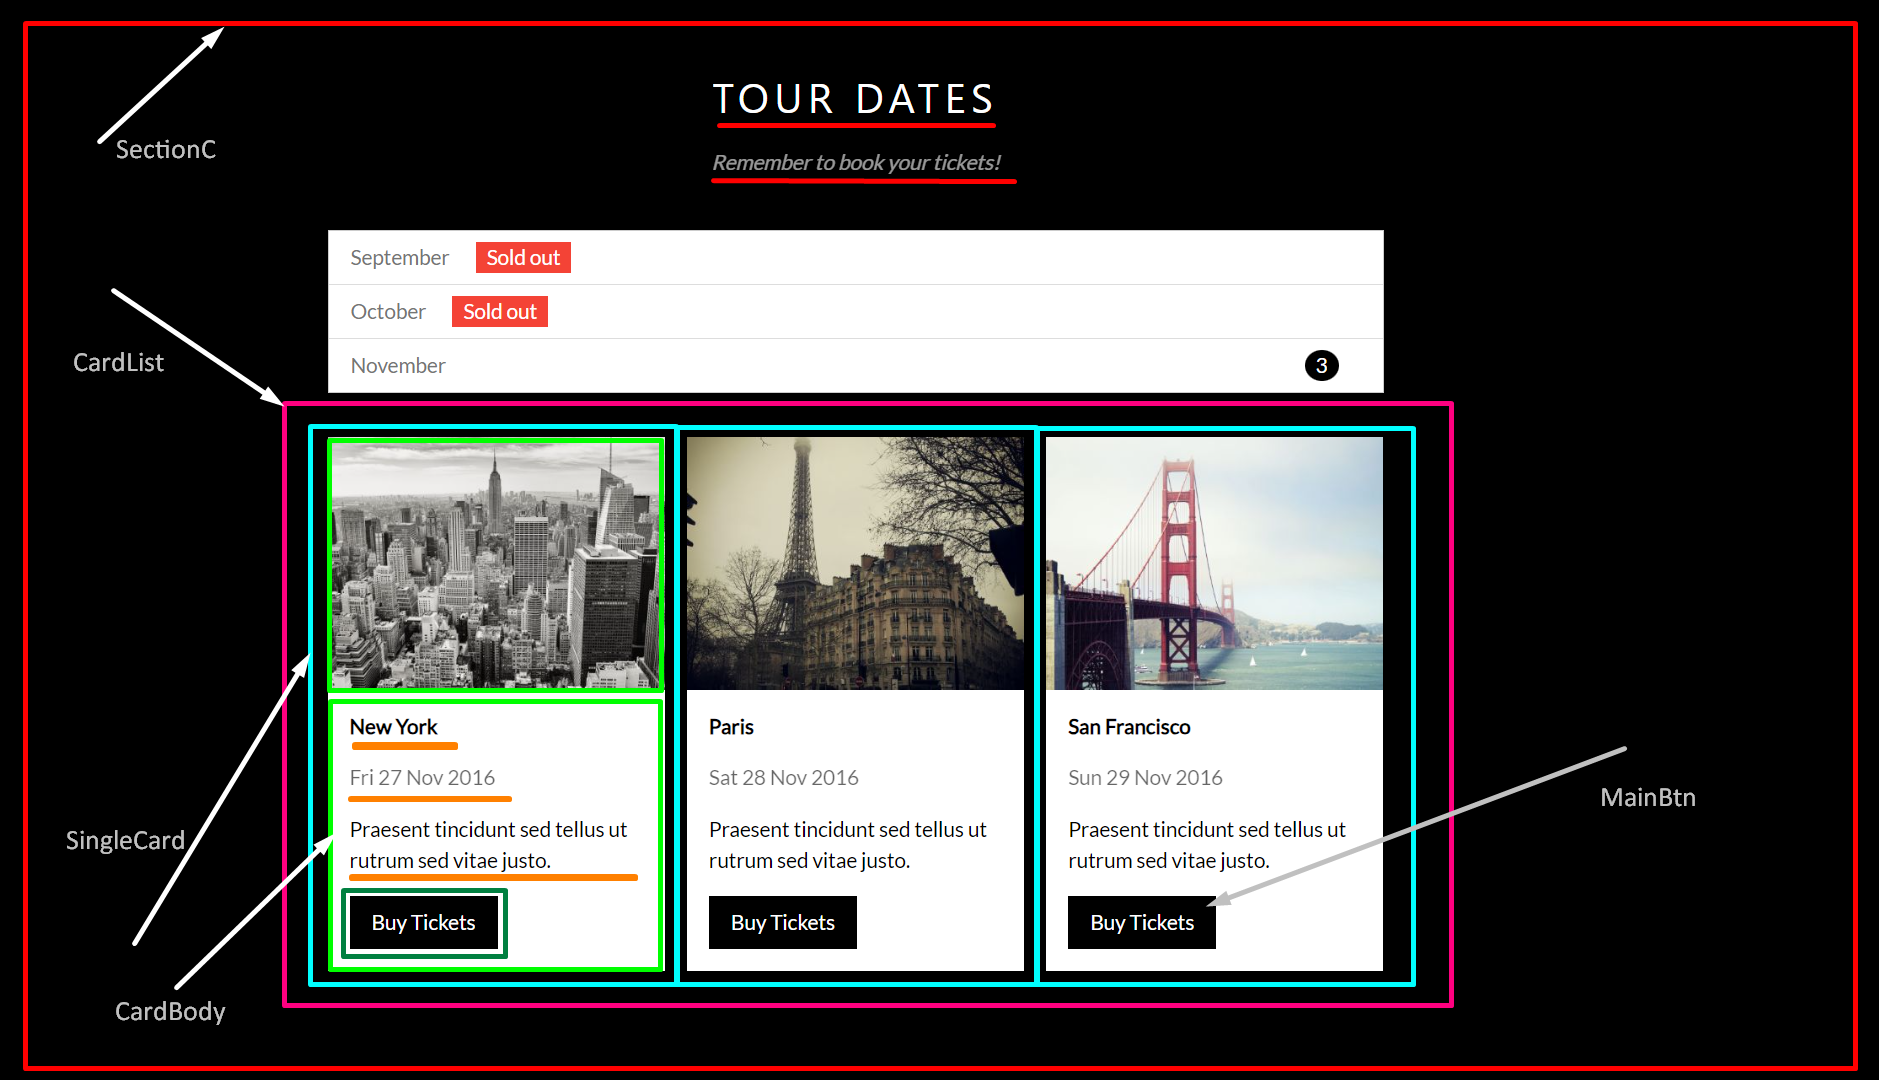 SectionC
TOUR DATES
Remember to book your tickets!
September Sold out
October Sold out
November 3
CardList
New York
Fri 27 Nov 2016
Praesent tincidunt sed tellus ut
rutrum sed vitae justo.
Buy Tickets
Paris
Sat 28 Nov 2016
Praesent tincidunt sed tellus ut
rutrum sed vitae justo.
Buy Tickets
San Francisco
Sun 29 Nov 2016
Praesent tincidunt sed tellus ut
rutrum sed vitae justo.
Buy Tickets
MainBtn
SingleCard
CardBody